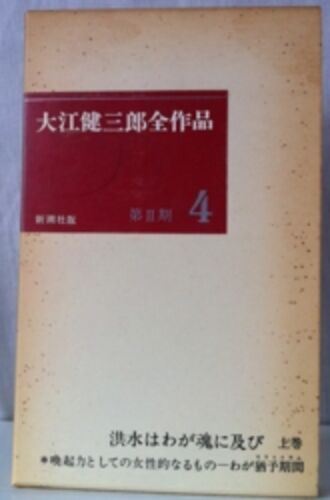 大江健三郎全作品
新潮社版 第Ⅱ期 4
洪水はわが魂に及び 上巻
*喚起力としての女性的なるもの—わが猶予期間